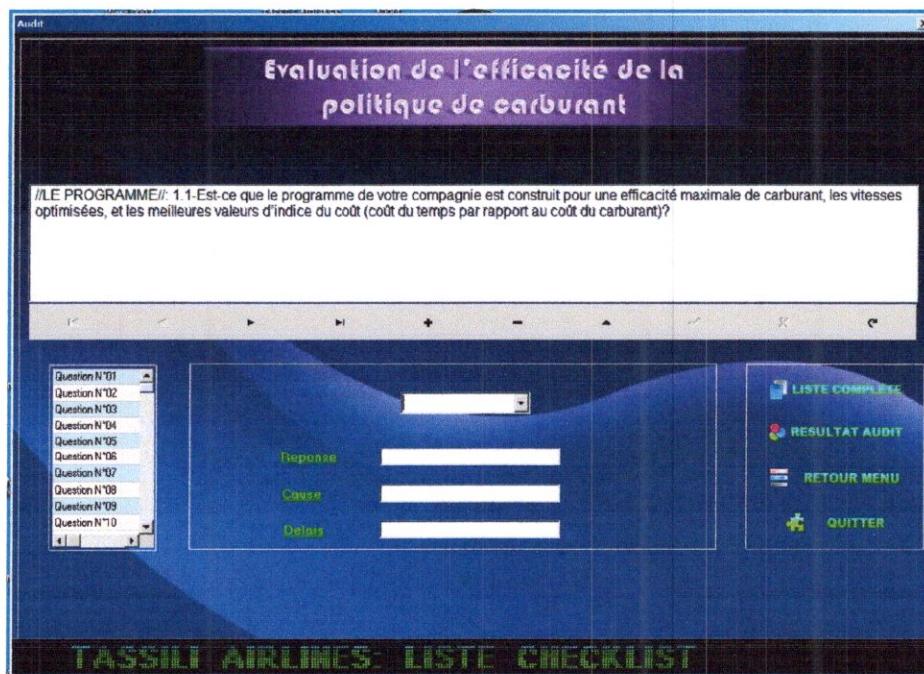 Audit
Evaluation de l'efficacité de la
politique de carburant
//LE PROGRAMME//: 1.1-Est-ce que le programme de votre compagnie est construit pour une efficacité maximale de carburant, les vitesses
optimisées, et les meilleures valeurs d'indice du coût (coût du temps par rapport au coût du carburant)?
Question N°01
Question N°02
Question N°03
Question N°04
Question N°05
Question N°06
Question N°07
Question N°08
Question N°09
Question N°10
Reponse
Cause
Delais
LISTE COMPLETE
RESULTAT AUDIT
RETOUR MENU
QUITTER
TASSILI AIRLINES: LISTE CHECKLIST